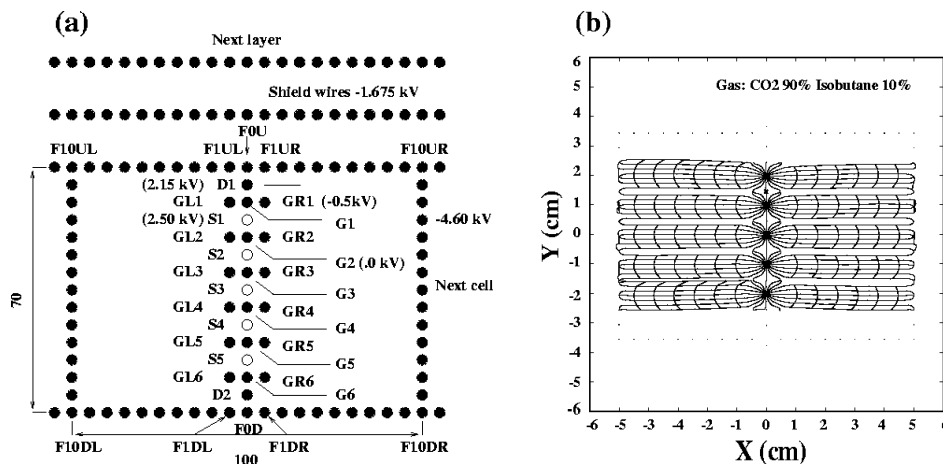 (a)
Next layer
Shield wires -1.675 kV
F0U
F10UL F1UL F1UR F10UR
(2.15 kV) D1
GL1 GR1 (-0.5kV)
(2.50 kV) S1 G1 -4.60 kV
GL2 GR2
S2 G2 (.0 kV)
GL3 GR3 Next cell
S3 G3
GL4 GR4
S4 G4
GL5 GR5
S5 G5
GL6 GR6
D2 G6
70
F0D
F10DL F1DL F1DR F10DR
100
(b)
Gas: CO2 90% Isobutane 10%
Y (cm)
6
5
4
3
2
1
0
-1
-2
-3
-4
-5
-6
-6 -5 -4 -3 -2 -1 0 1 2 3 4 5 6
X (cm)